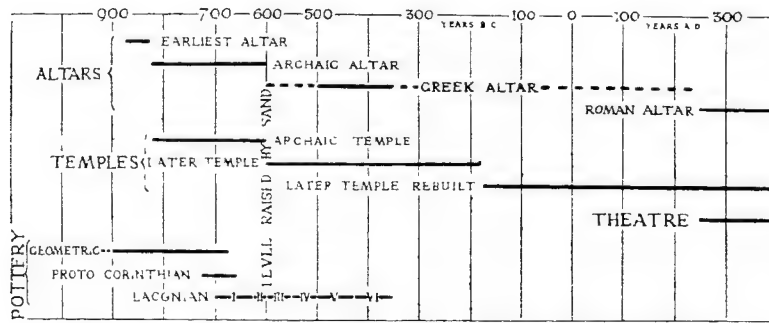 900 700 600 500 300 100 0 100 300
YEARS B C YEARS A D
EARLIEST ALTAR
ALTARS
ARCHAIC ALTAR
GREEK ALTAR
ROMAN ALTAR
LEVEL RAISED BY SAND
ARCHAIC TEMPLE
TEMPLES LATER TEMPLE
LATER TEMPLE REBUILT
THEATRE
POTTERY
GEOMETRIC
PROTO CORINTHIAN
LACONIAN I II III IV V VI